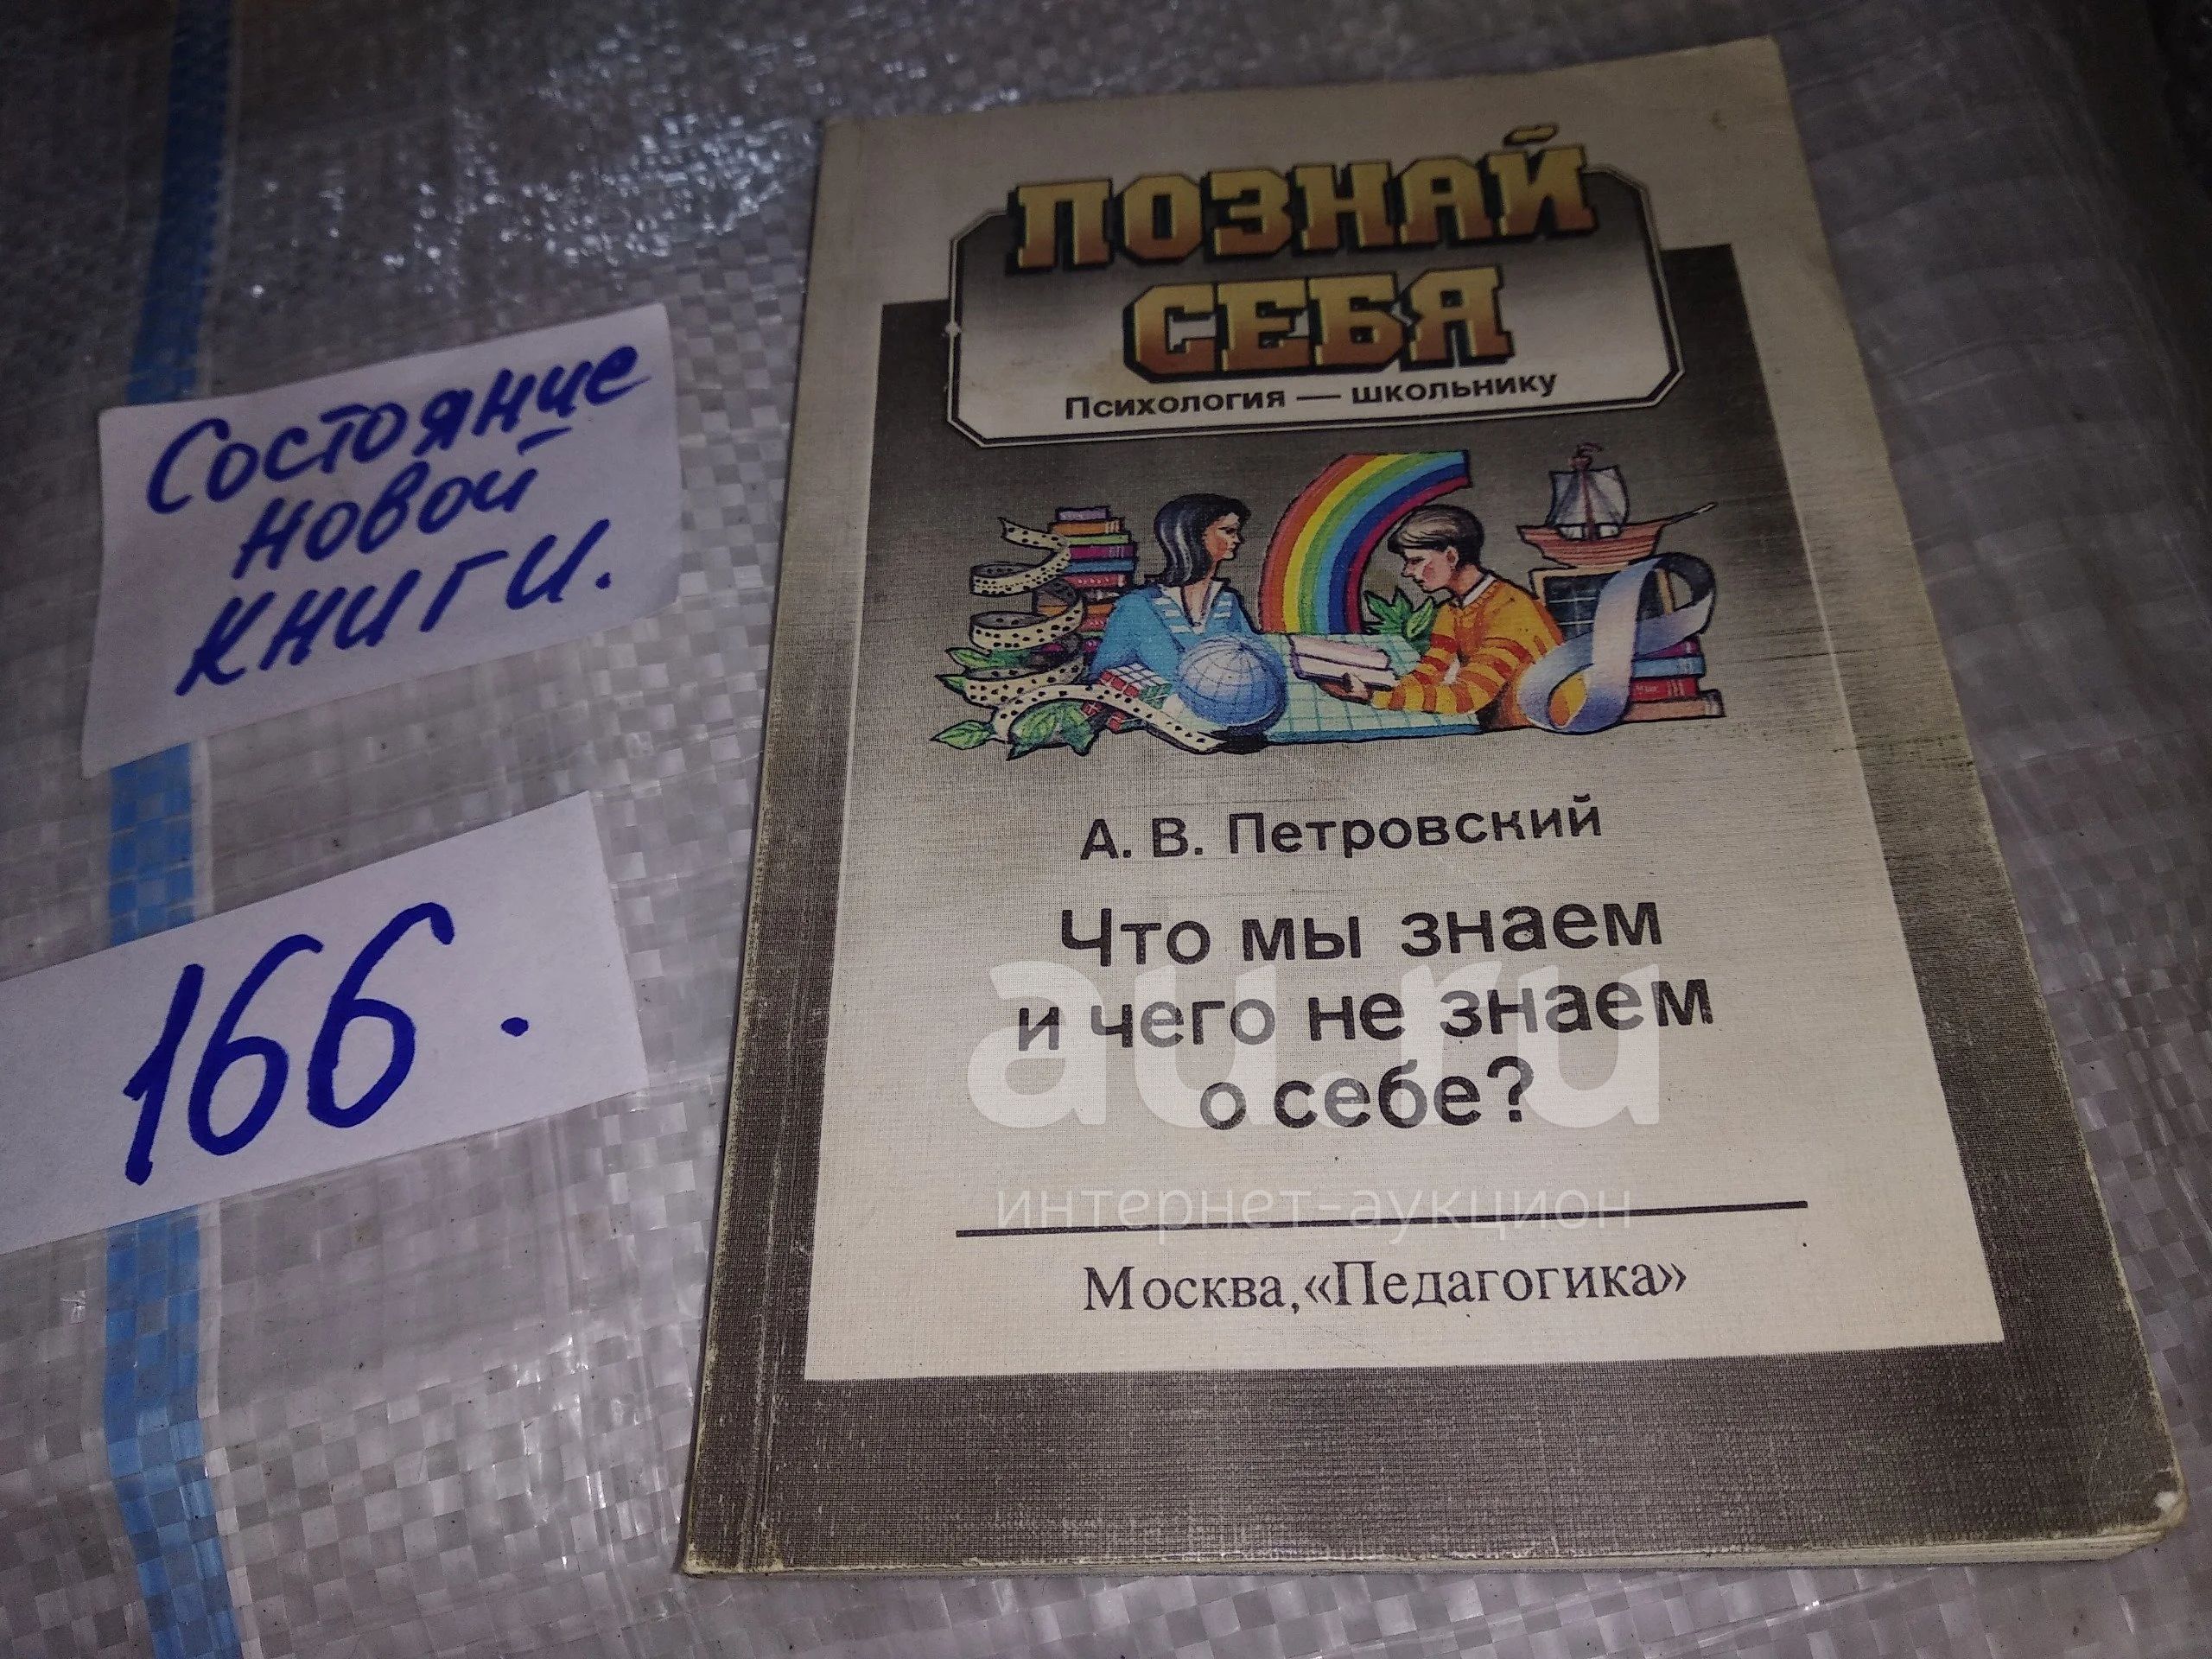 Состояние
новой
книги.
166.
ПОЗНАЙ
СЕБЯ
Психология — школьнику
А. В. Петровский
Что мы знаем
и чего не знаем
о себе?
au.ru
интернет-аукцион
Москва, «Педагогика»